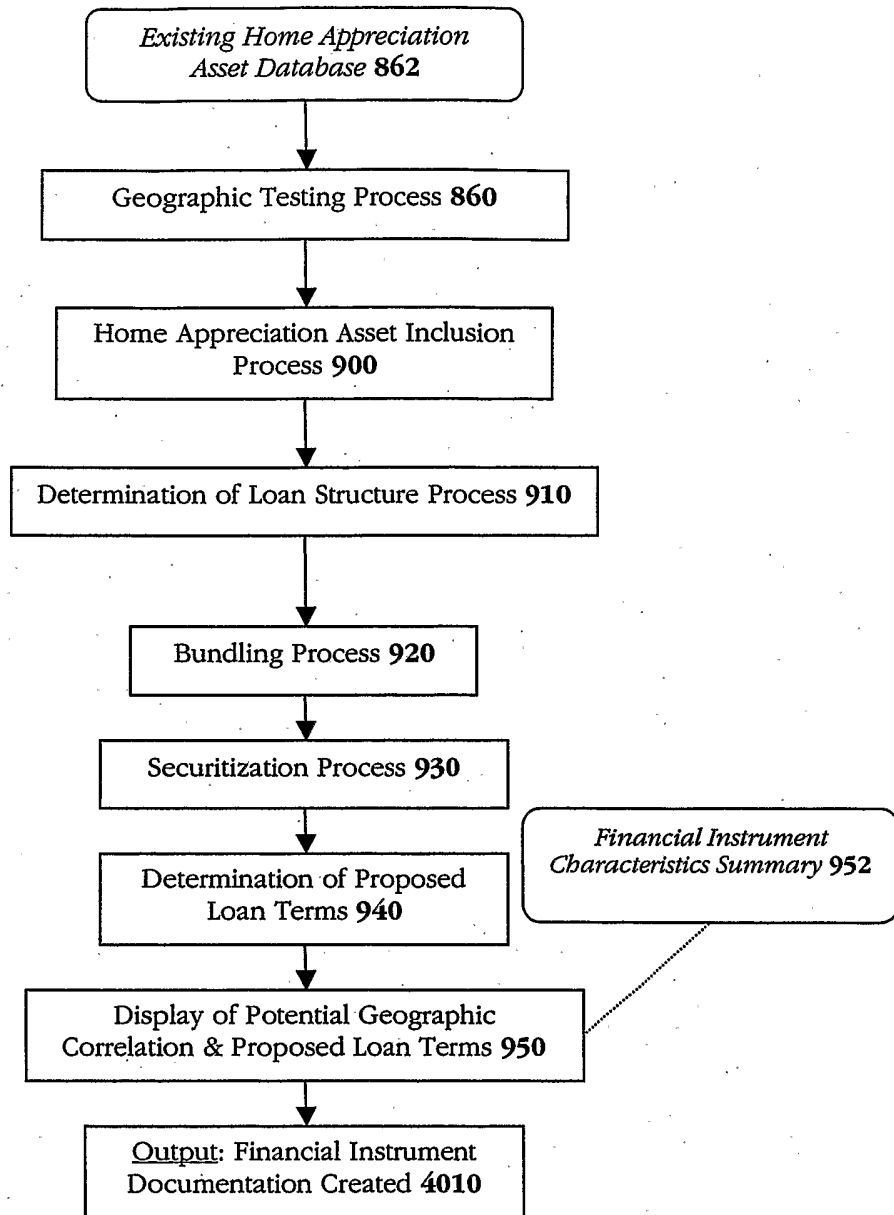 Existing Home Appreciation
Asset Database 862
Geographic Testing Process 860
Home Appreciation Asset Inclusion
Process 900
Determination of Loan Structure Process 910
Bundling Process 920
Securitization Process 930
Financial Instrument
Characteristics Summary 952
Determination of Proposed
Loan Terms 940
Display of Potential Geographic
Correlation & Proposed Loan Terms 950
Output: Financial Instrument
Documentation Created 4010